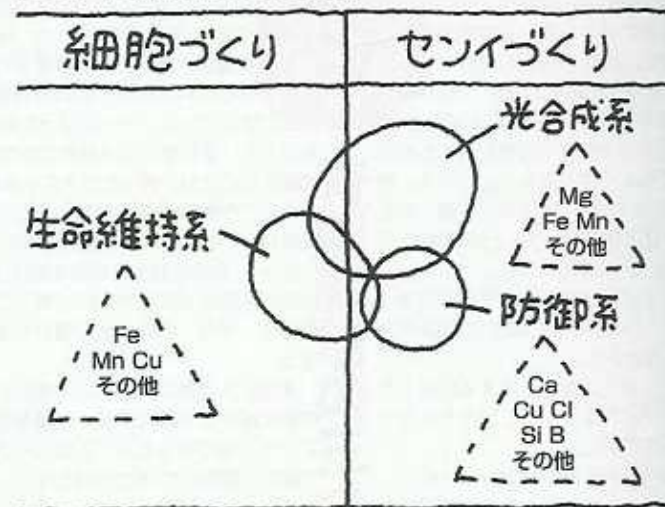 細胞づくり
センイづくり
光合成系
Mg
Fe Mn
その他
生命維持系
Fe
Mn Cu
その他
防御系
Ca
Cu Cl
Si B
その他